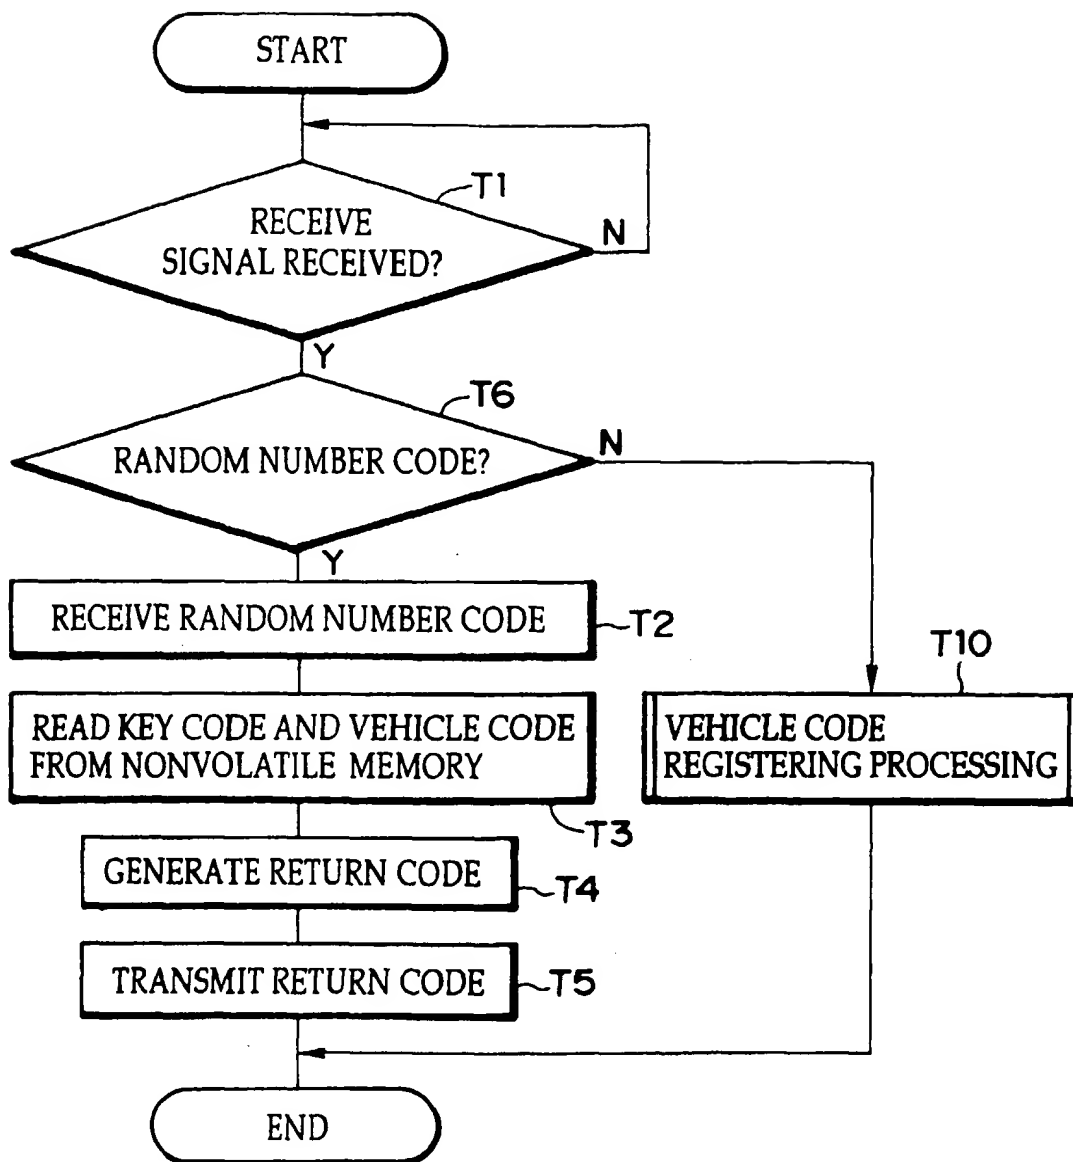 START
T1
RECEIVE
SIGNAL RECEIVED?
N
Y
T6
RANDOM NUMBER CODE?
N
Y
RECEIVE RANDOM NUMBER CODE
T2
T10
READ KEY CODE AND VEHICLE CODE
FROM NONVOLATILE MEMORY
VEHICLE CODE
REGISTERING PROCESSING
T3
GENERATE RETURN CODE
T4
TRANSMIT RETURN CODE
T5
END